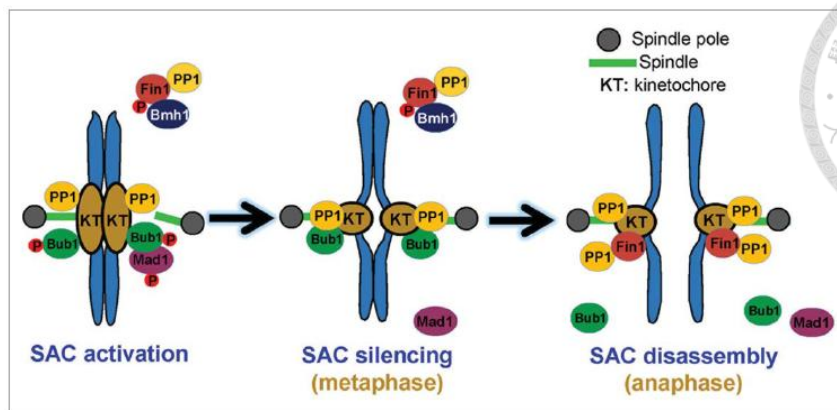 Spindle pole
Spindle
KT: kinetochore
PP1
Fin1
P
Bmh1
PP1
PP1
KT
KT
P
Bub1
Bub1
P
Mad1
P
SAC activation
PP1
Fin1
P
Bmh1
PP1
KT
KT
PP1
Bub1
Bub1
Mad1
SAC silencing
(metaphase)
PP1
KT
KT
PP1
PP1
Fin1
Fin1
PP1
Bub1
Bub1
Mad1
SAC disassembly
(anaphase)